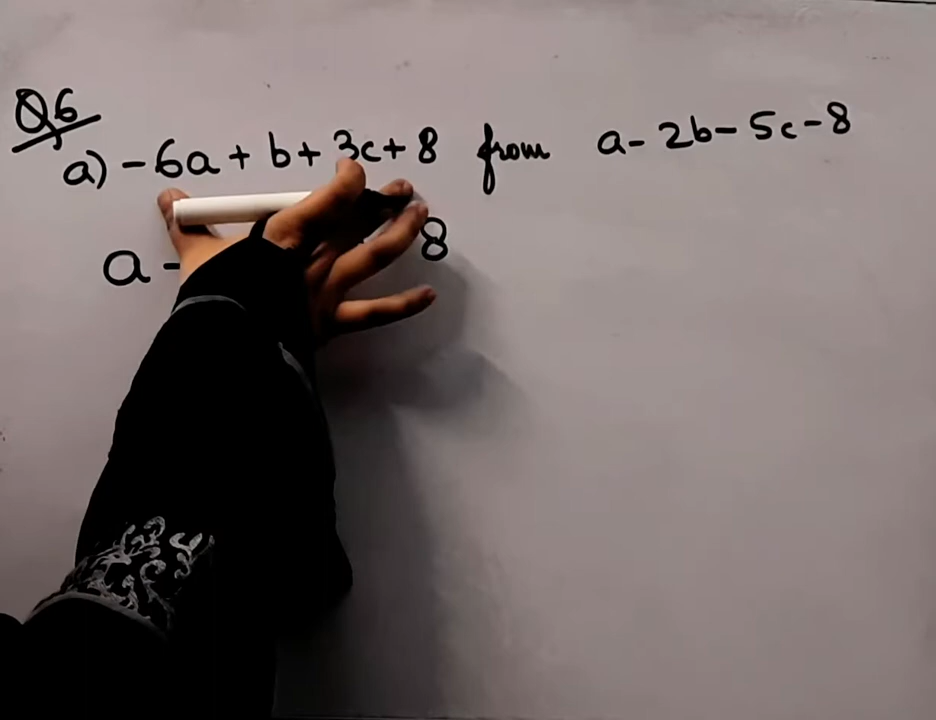 Q6
a) -6a + b + 3c + 8 from a - 2b - 5c - 8
a - 8